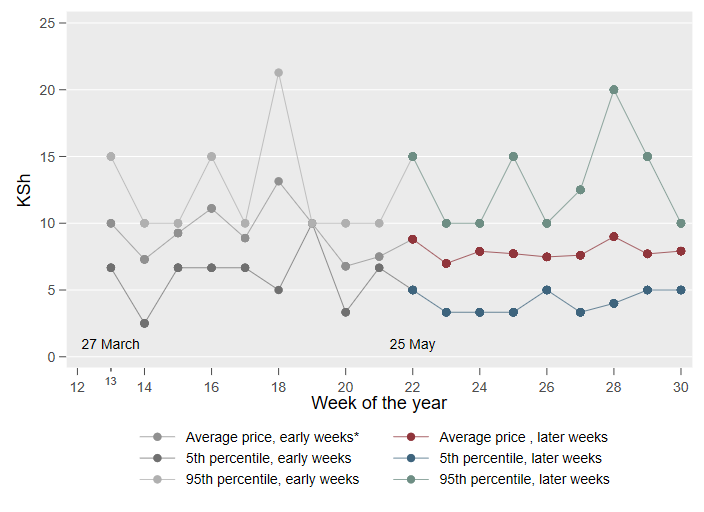 25
20
15
10
5
0
KSh
27 March
25 May
12
13
14
16
18
20
22
24
26
28
30
Week of the year
Average price, early weeks*
Average price , later weeks
5th percentile, early weeks
5th percentile, later weeks
95th percentile, early weeks
95th percentile, later weeks